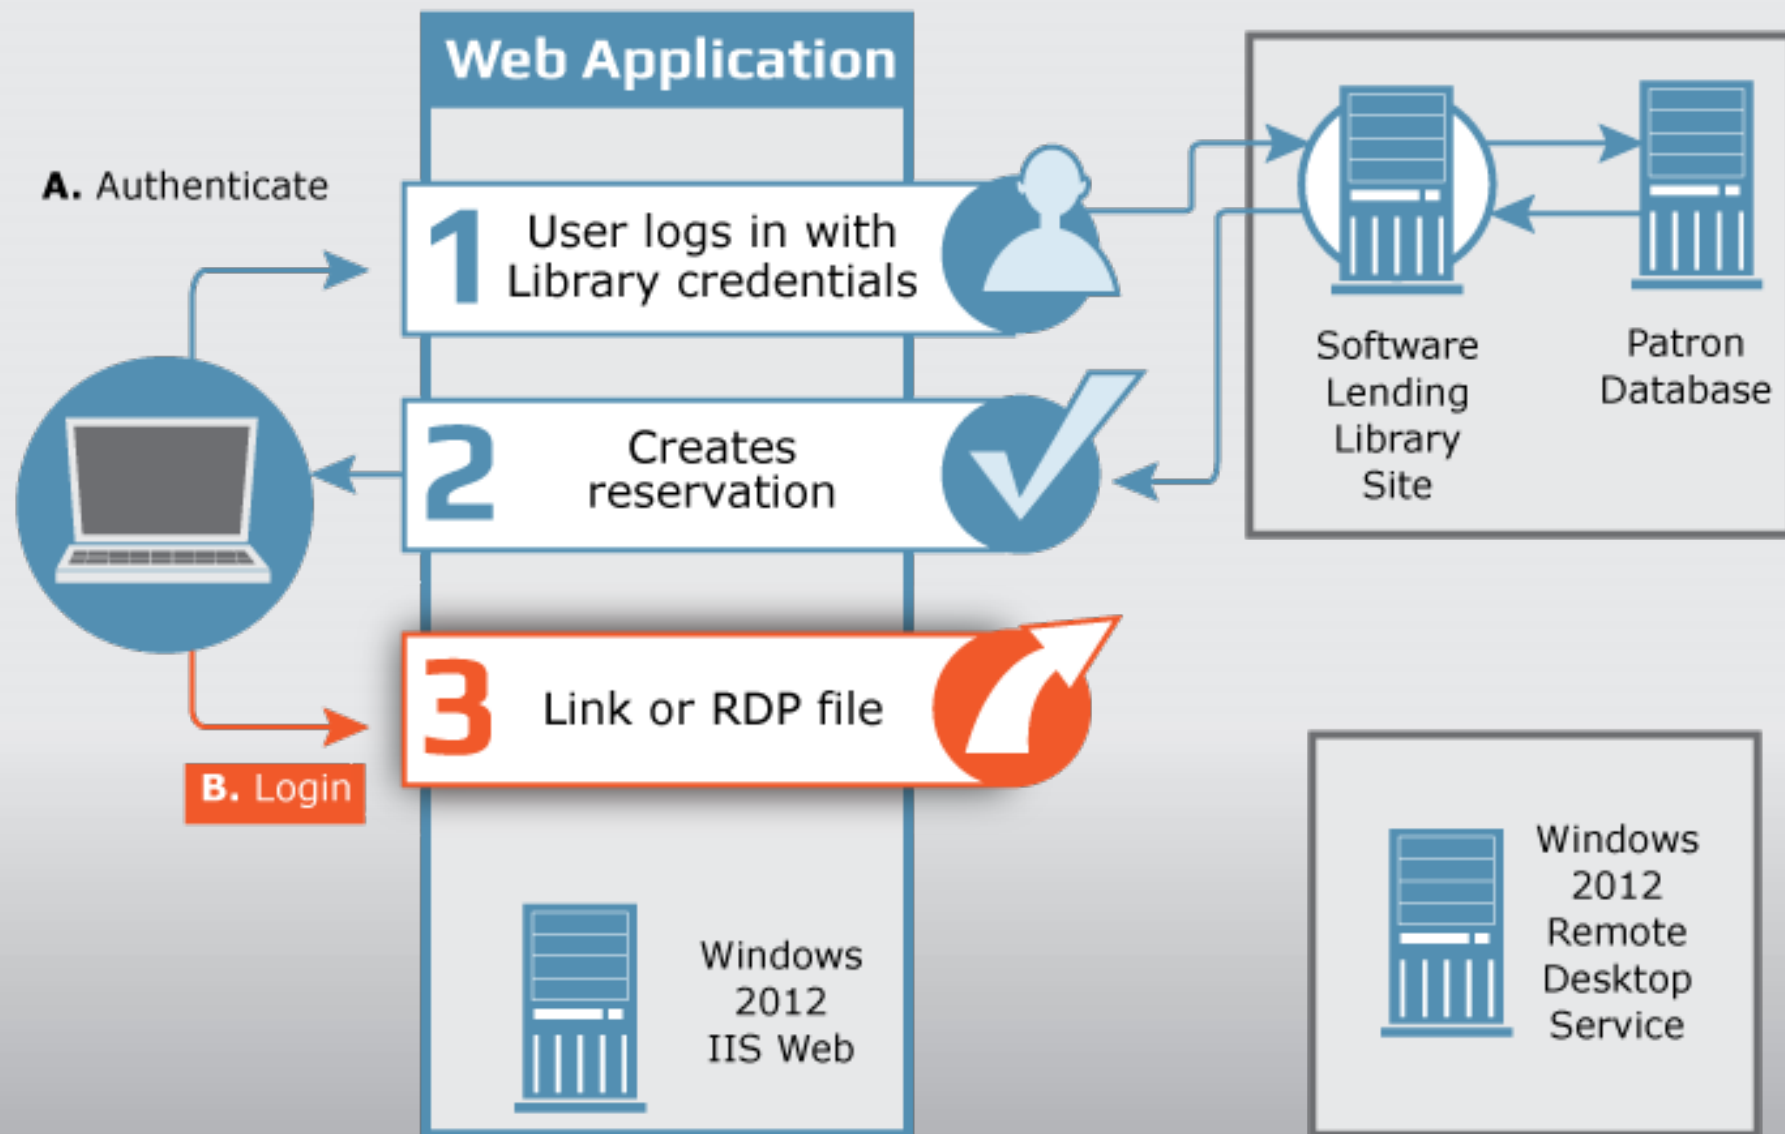 Web Application
A. Authenticate
1
User logs in with
Library credentials
Software
Lending
Library
Site
Patron
Database
2
Creates
reservation
3
Link or RDP file
B. Login
Windows
2012
IIS Web
Windows
2012
Remote
Desktop
Service